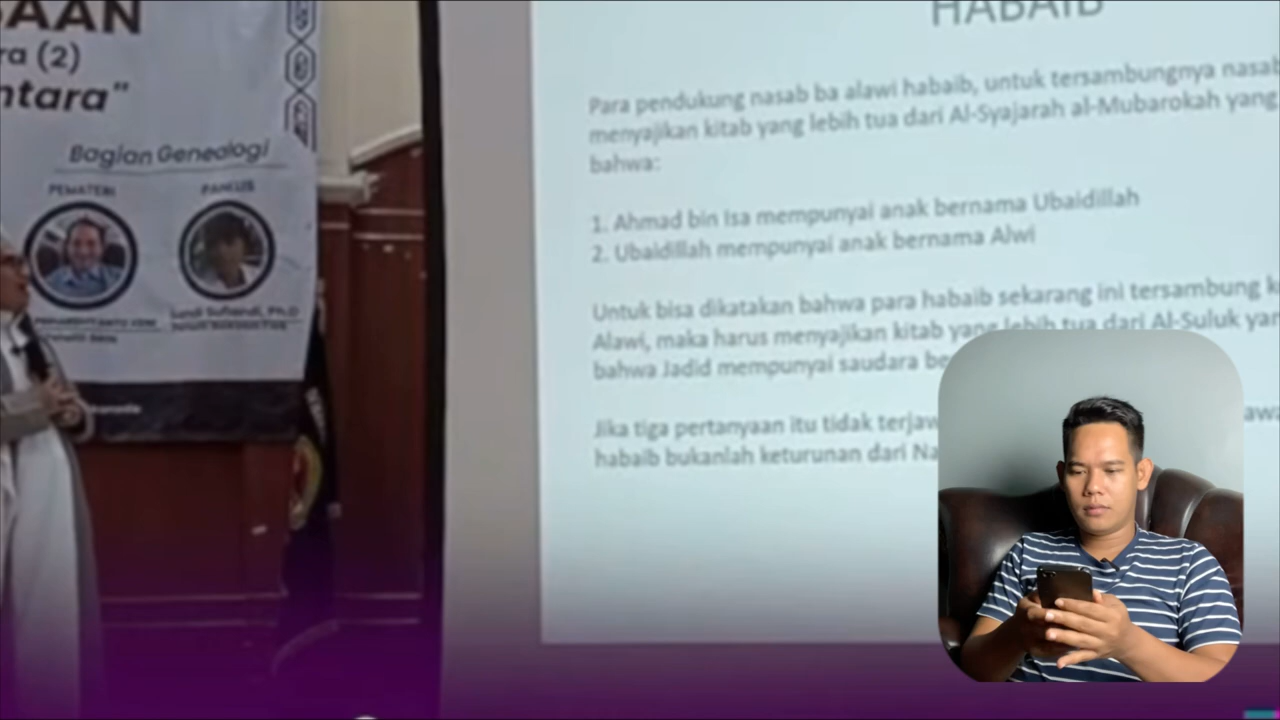 SAAN
ra (2)
ntara"
Bagian Genealogi
PEMATERI
PANELIS
HABAIB
Para pendukung nasab ba alawi habaib, untuk tersambungnya nasab
menyajikan kitab yang lebih tua dari Al-Syajarah al-Mubarokah yang
bahwa:
1. Ahmad bin Isa mempunyai anak bernama Ubaidillah
2. Ubaidillah mempunyai anak bernama Alwi
Untuk bisa dikatakan bahwa para habaib sekarang ini tersambung
Alawi, maka harus menyajikan kitab yang lebih tua dari Al-Suluk
bahwa Jadid mempunyai saudara be
Jika tiga pertanyaan itu tidak terjaw
habaib bukanlah keturunan dari Na